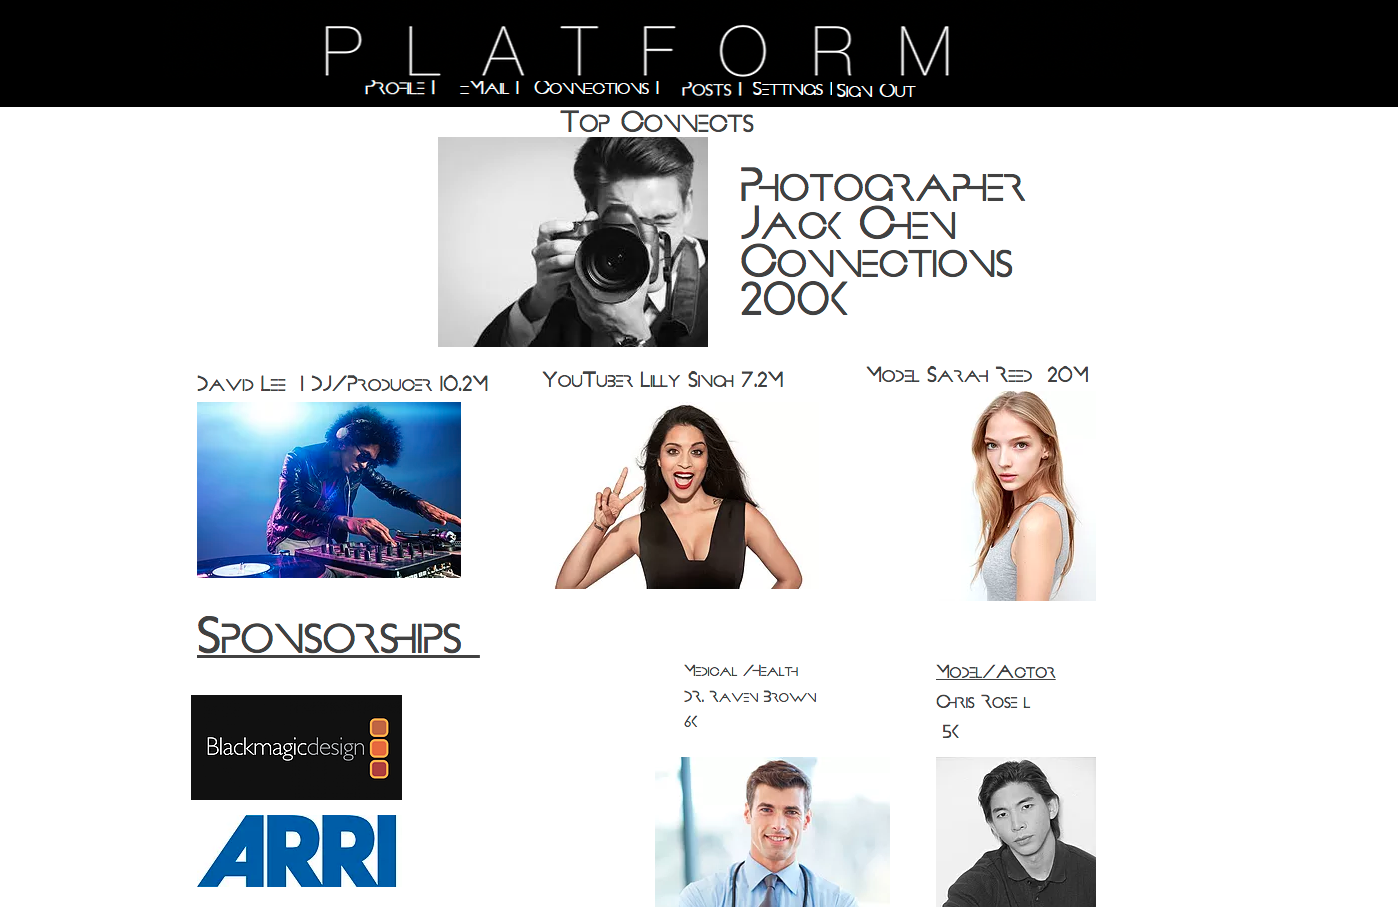 PLATFORM
Profile | eMail | Connections | Posts | Settings | Sign Out
Top Connects
Photographer
Jack Chen
Connections
200K
David Lee | DJ/Producer 10.2M
YouTuber Lilly Singh 7.2M
Model Sarah Reed 20M
Sponsorships
Medical /Health
Dr. Raven Brown
6K
Model/Actor
Chris Rose l
5K
Blackmagicdesign
ARRI